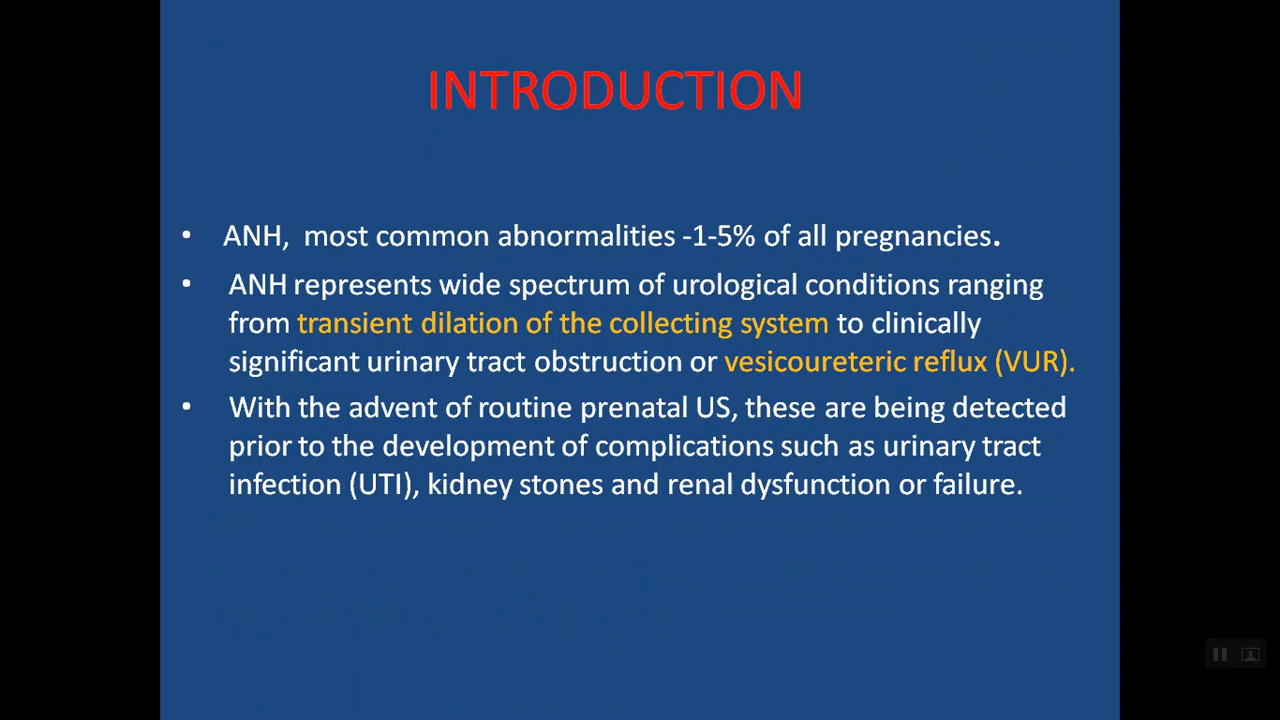 INTRODUCTION
• ANH, most common abnormalities -1-5% of all pregnancies.
• ANH represents wide spectrum of urological conditions ranging
from transient dilation of the collecting system to clinically
significant urinary tract obstruction or vesicoureteric reflux (VUR).
• With the advent of routine prenatal US, these are being detected
prior to the development of complications such as urinary tract
infection (UTI), kidney stones and renal dysfunction or failure.